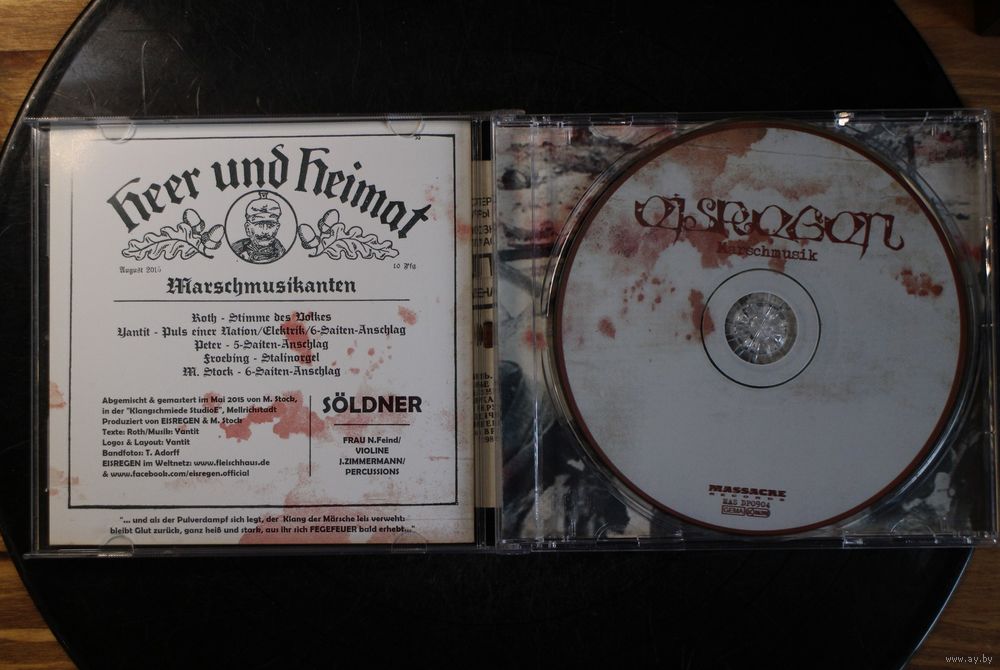 Heer und Heimat
August 2015
10 Pfg
Marschmusikanten
Roth - Stimme des Volkes
Yantit - Puls einer Nation/Elektrik/6-Saiten-Anschlag
Peter - 5-Saiten-Anschlag
Froebing - Stalinorgel
M. Stock - 6-Saiten-Anschlag
Abgemischt & gemastert im Mai 2015 von M. Stock,
in der "Klangschmiede StudioE", Mellrichstadt
Produziert von EISREGEN & M. Stock
Texte: Roth/Musik: Yantit
Logos & Layout: Yantit
Bandfotos: T. Adorff
EISREGEN im Weltnetz: www.fleischhaus.de
& www.facebook.com/eisregen.official
SÖLDNER
FRAU N.Feind/
VIOLINE
J.ZIMMERMANN/
PERCUSSIONS
"... und als der Pulverdampf sich legt, der Klang der Märsche leis verweht:
bleibt Glut zurück, ganz heiß und stark, aus ihr sich FEGEFEUER bald erhebt..."
EISREGEN
Marschmusik
MASSACRE
RECORDS
MAS DP0904
GEMA
www.ay.by